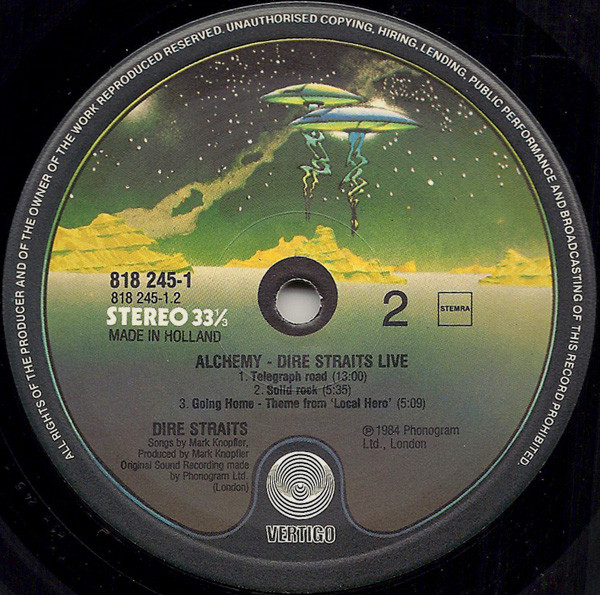 ALL RIGHTS OF THE PRODUCER AND OF THE OWNER OF THE WORK REPRODUCED RESERVED. UNAUTHORISED COPYING, HIRING, LENDING, PUBLIC PERFORMANCE AND BROADCASTING OF THIS RECORD PROHIBITED.
818 245-1
818 245-1.2
STEREO 33⅓
MADE IN HOLLAND
2
STEMRA
ALCHEMY - DIRE STRAITS LIVE
1. Telegraph road (13:00)
2. Solid rock (5:35)
3. Going Home - Theme from 'Local Hero' (5:09)
DIRE STRAITS
Songs by Mark Knopfler,
Produced by Mark Knopfler
Original Sound Recording made
by Phonogram Ltd.
(London)
℗ 1984 Phonogram
Ltd., London
VERTIGO